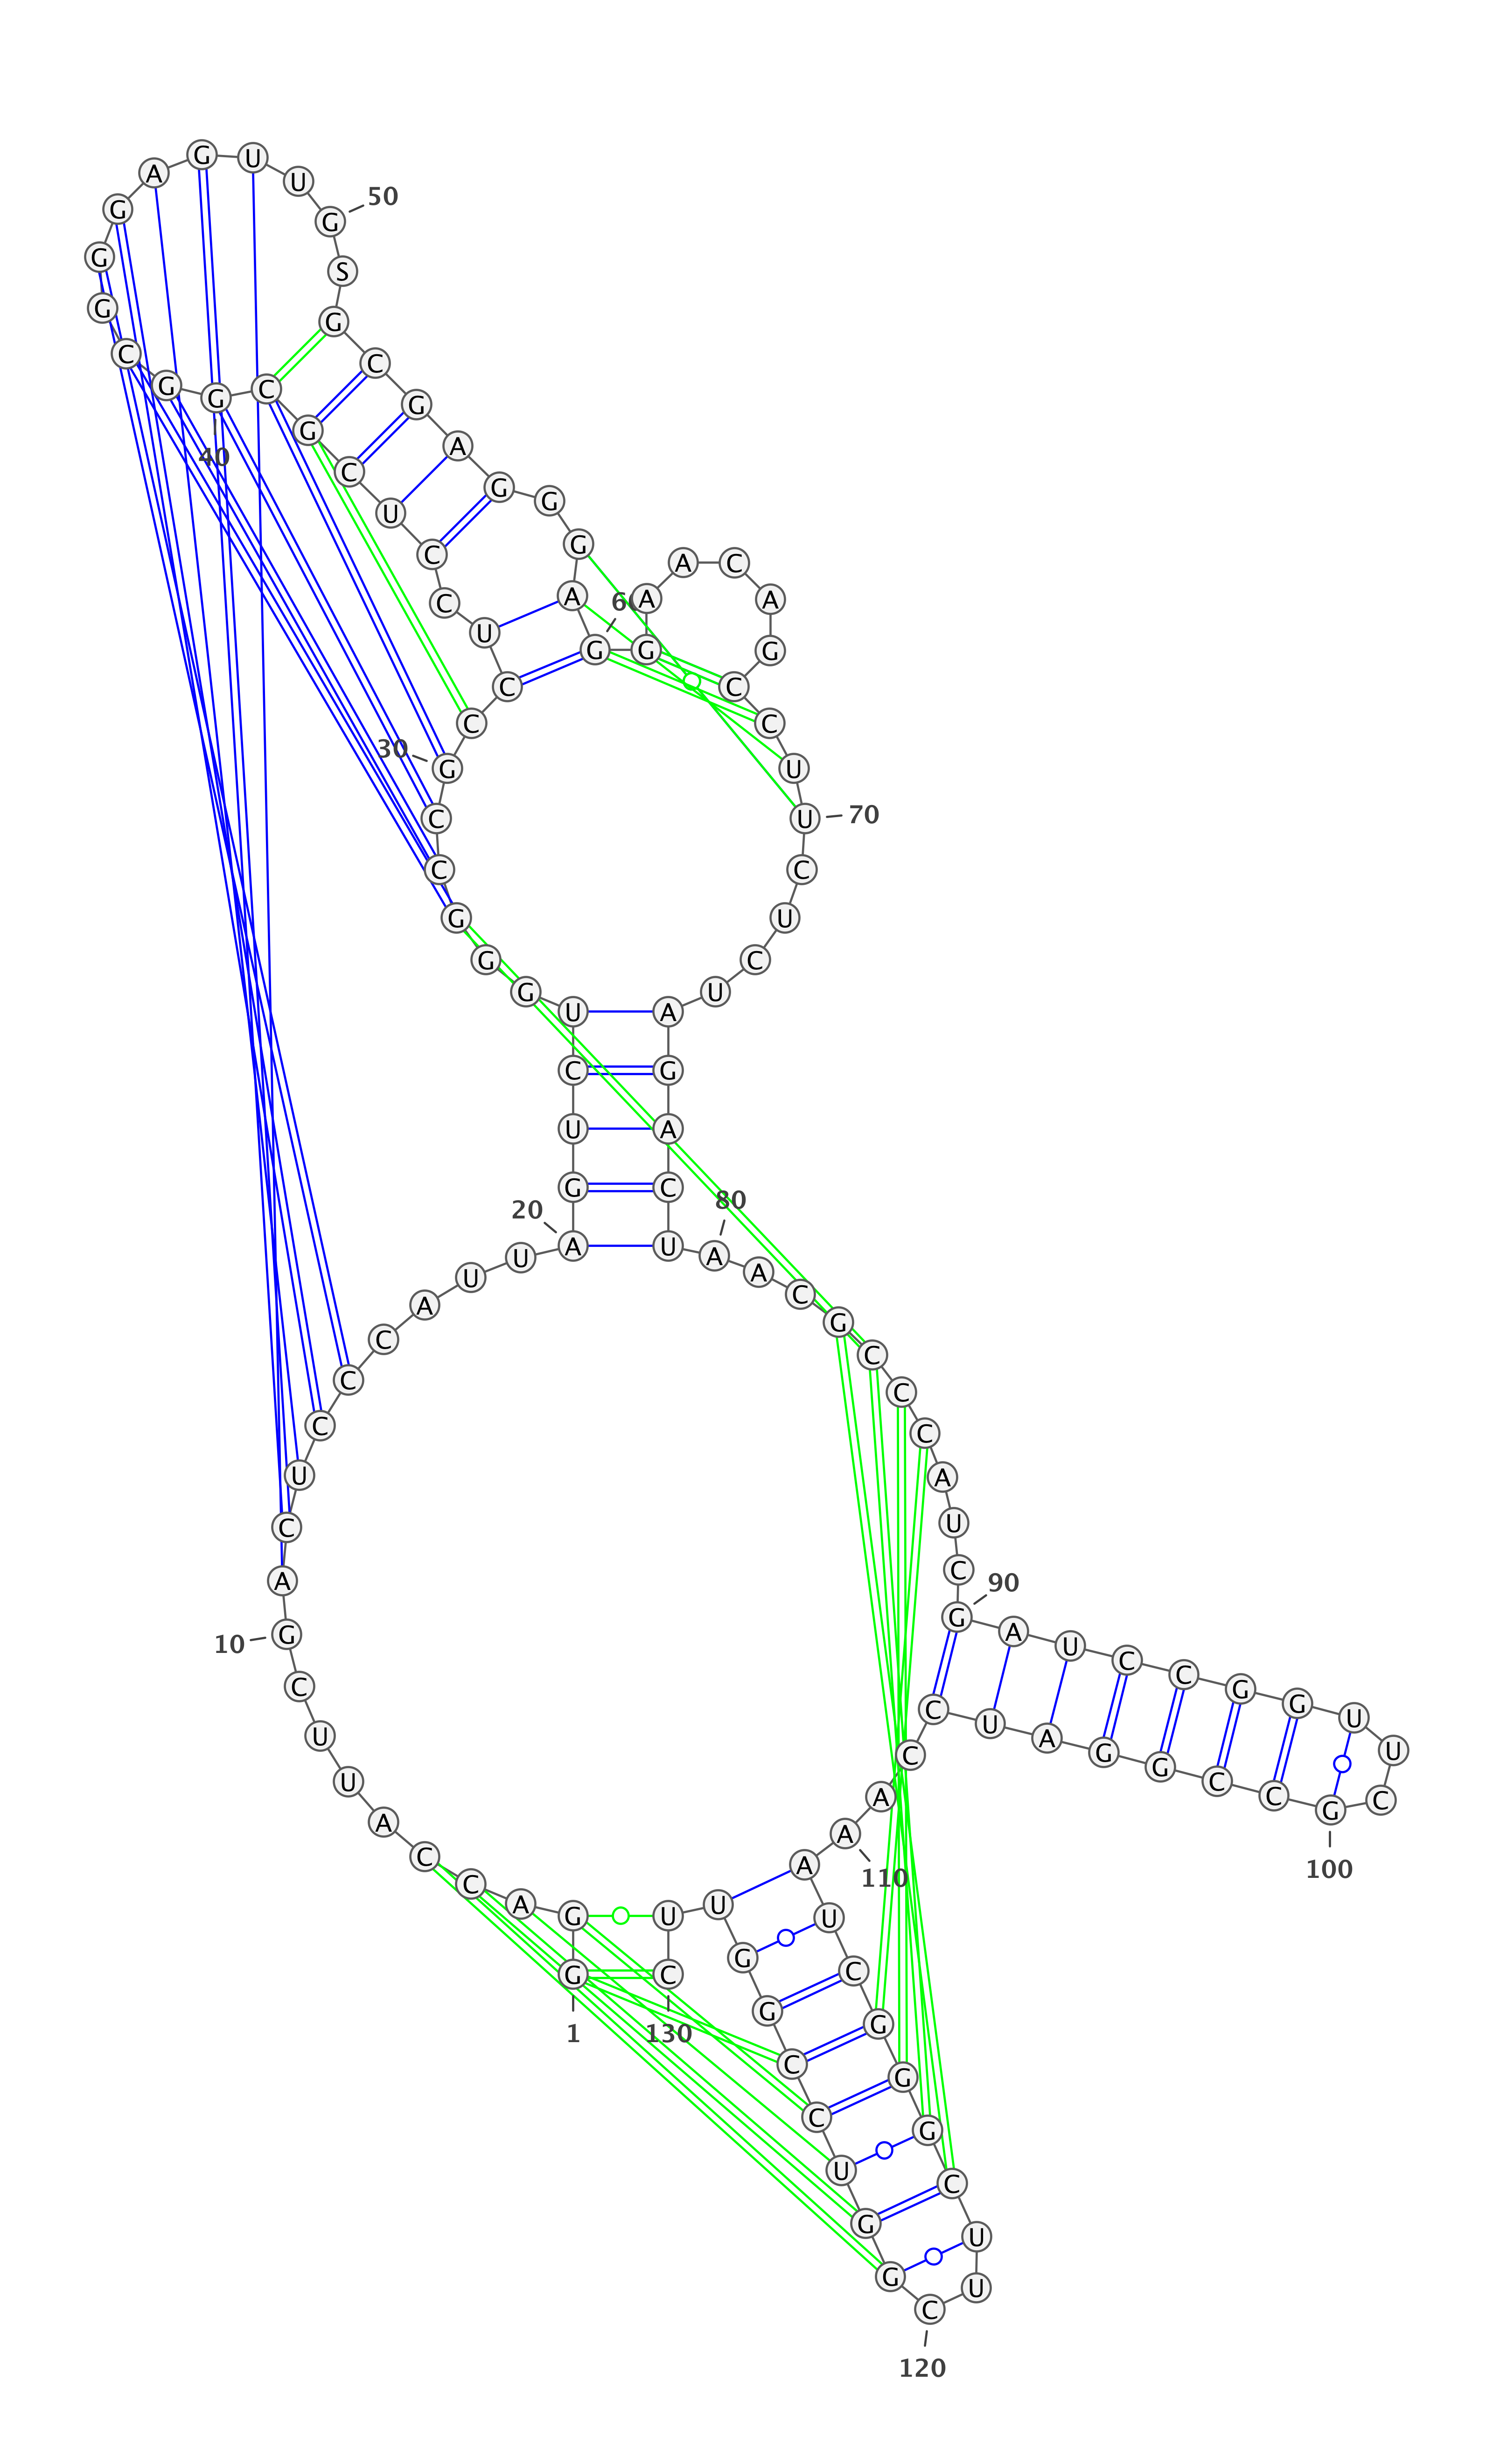 1
G G A C C A U U C G
10
A C U C C C A U U A
20
G U C U G G G C C G
30
C C U C C U C G C G
40
G C G G G A G U U G
50
S G C G A G G G A G
60
G A A C A G C C U U
70
C U C U A G A C U A
80
A C G C C C A U C G
90
A U C C G G U U C G
100
C C G G A U C C A A
110
A U C G G G C U U C
120
G G U C C G G U U C
130